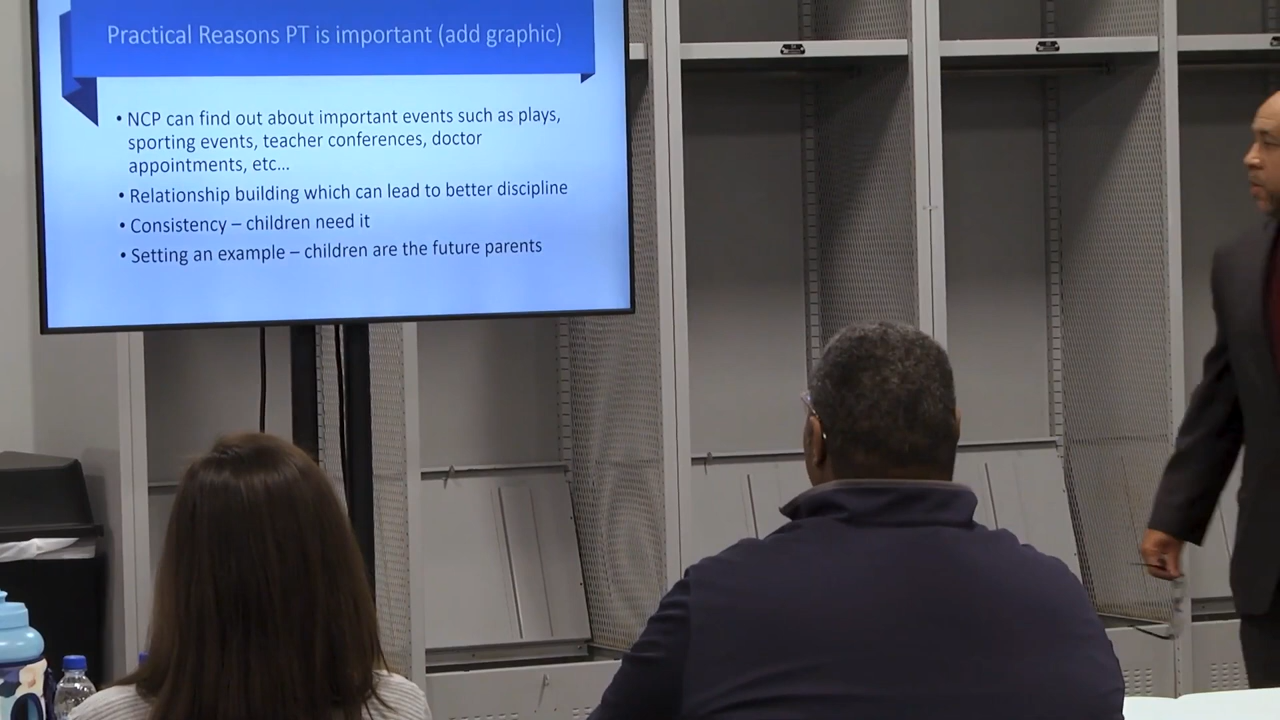 Practical Reasons PT is important (add graphic)
• NCP can find out about important events such as plays,
sporting events, teacher conferences, doctor
appointments, etc...
• Relationship building which can lead to better discipline
• Consistency – children need it
• Setting an example – children are the future parents